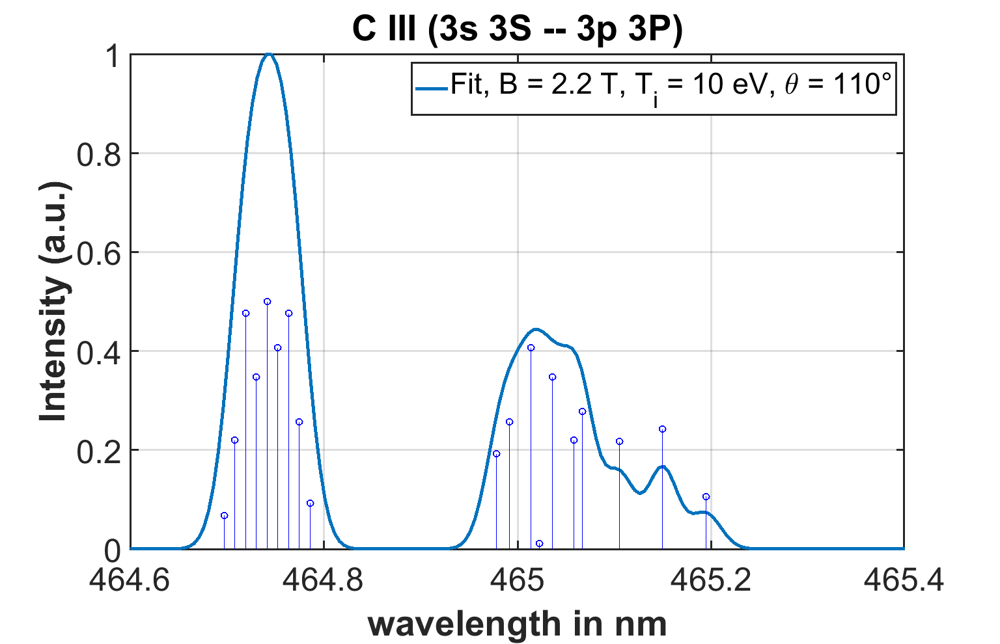 C III (3s 3S -- 3p 3P)
Fit, B = 2.2 T, Ti = 10 eV, θ = 110°
Intensity (a.u.)
1
0.8
0.6
0.4
0.2
0
464.6 464.8 465 465.2 465.4
wavelength in nm